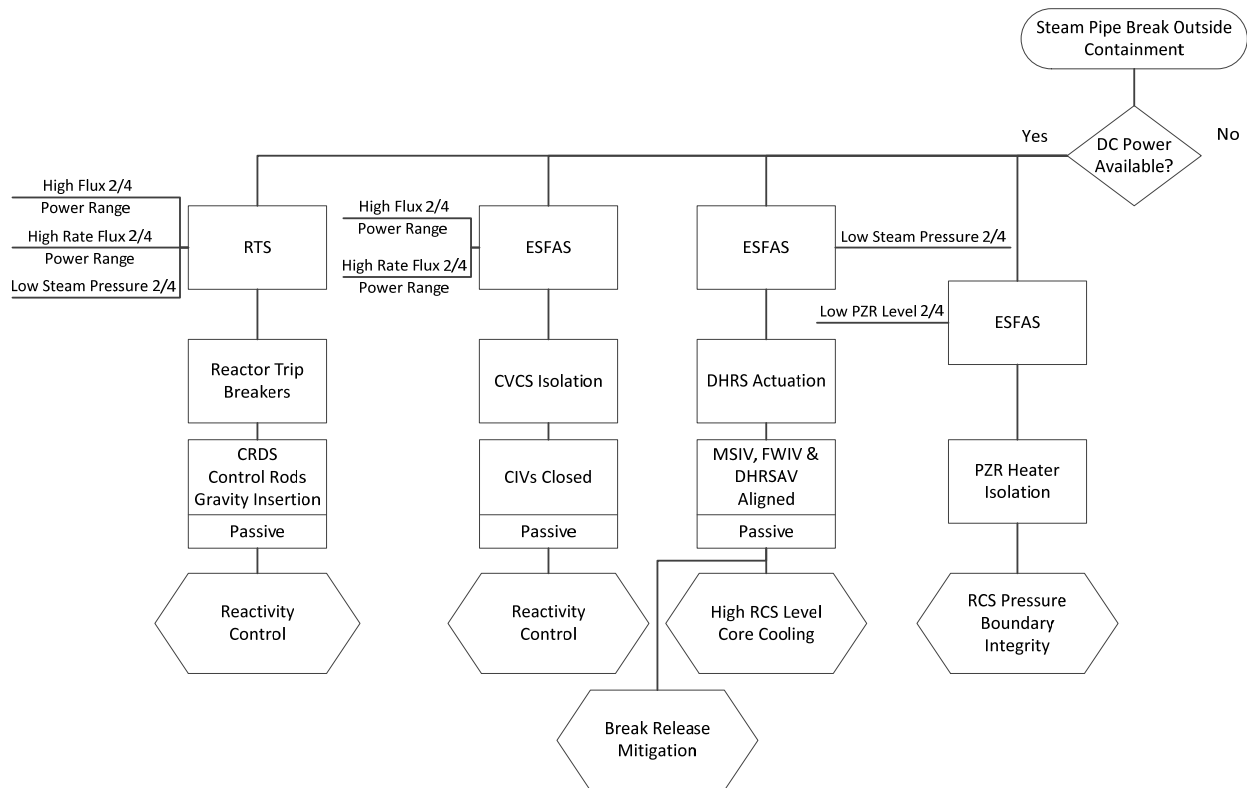 Steam Pipe Break Outside
Containment
DC Power
Available?
Yes
No
High Flux 2/4
Power Range
High Rate Flux 2/4
Power Range
Low Steam Pressure 2/4
RTS
Reactor Trip
Breakers
CRDS
Control Rods
Gravity Insertion
Passive
Reactivity
Control
High Flux 2/4
Power Range
High Rate Flux 2/4
Power Range
ESFAS
CVCS Isolation
CIVs Closed
Passive
Reactivity
Control
ESFAS
Low Steam Pressure 2/4
DHRS Actuation
MSIV, FWIV &
DHRSAV
Aligned
Passive
High RCS Level
Core Cooling
Break Release
Mitigation
Low PZR Level 2/4
ESFAS
PZR Heater
Isolation
RCS Pressure
Boundary
Integrity